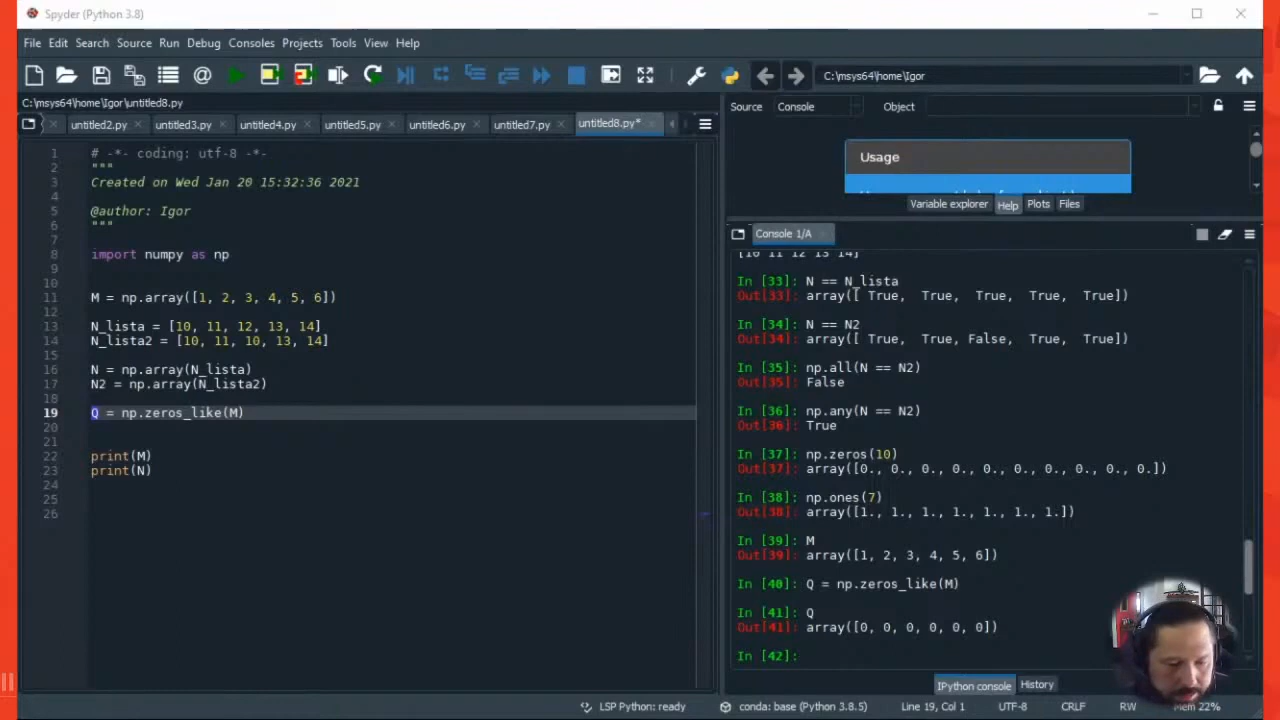 Spyder (Python 3.8)
File Edit Search Source Run Debug Consoles Projects Tools View Help
C:\msys64\home\Igor
C:\msys64\home\Igor\untitled8.py
Source Console Object
untitled2.py untitled3.py untitled4.py untitled5.py untitled6.py untitled7.py untitled8.py*
1 # -*- coding: utf-8 -*-
2 """
3 Created on Wed Jan 20 15:32:36 2021
4
5 @author: Igor
6 """
7
8 import numpy as np
9
10
11 M = np.array([1, 2, 3, 4, 5, 6])
12
13 N_lista = [10, 11, 12, 13, 14]
14 N_lista2 = [10, 11, 10, 13, 14]
15
16 N = np.array(N_lista)
17 N2 = np.array(N_lista2)
18
19 Q = np.zeros_like(M)
20
21
22 print(M)
23 print(N)
24
25
26
Usage
Variable explorer Help Plots Files
Console 1/A
[10 11 12 13 14]
In [33]: N == N_lista
Out[33]: array([ True, True, True, True, True])
In [34]: N == N2
Out[34]: array([ True, True, False, True, True])
In [35]: np.all(N == N2)
Out[35]: False
In [36]: np.any(N == N2)
Out[36]: True
In [37]: np.zeros(10)
Out[37]: array([0., 0., 0., 0., 0., 0., 0., 0., 0., 0.])
In [38]: np.ones(7)
Out[38]: array([1., 1., 1., 1., 1., 1., 1.])
In [39]: M
Out[39]: array([1, 2, 3, 4, 5, 6])
In [40]: Q = np.zeros_like(M)
In [41]: Q
Out[41]: array([0, 0, 0, 0, 0, 0])
In [42]:
IPython console History
LSP Python: ready conda: base (Python 3.8.5) Line 19, Col 1 UTF-8 CRLF RW Mem 22%